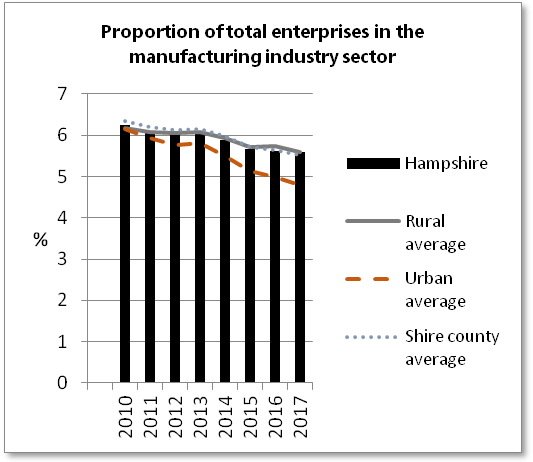 Proportion of total enterprises in the
manufacturing industry sector
7
6
5
4
3
2
1
0
%
2010
2011
2012
2013
2014
2015
2016
2017
Hampshire
Rural
average
Urban
average
Shire county
average